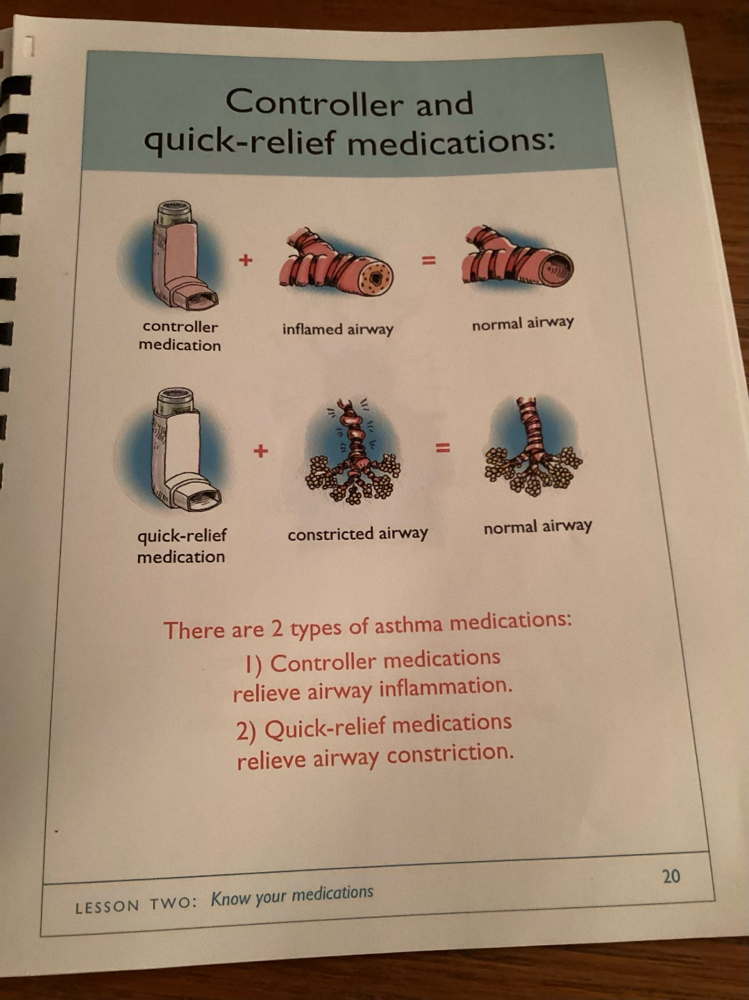 Controller and
quick-relief medications:
+
=
controller
medication
inflamed airway
normal airway
+
=
quick-relief
medication
constricted airway
normal airway
There are 2 types of asthma medications:
1) Controller medications
relieve airway inflammation.
2) Quick-relief medications
relieve airway constriction.
LESSON TWO: Know your medications
20